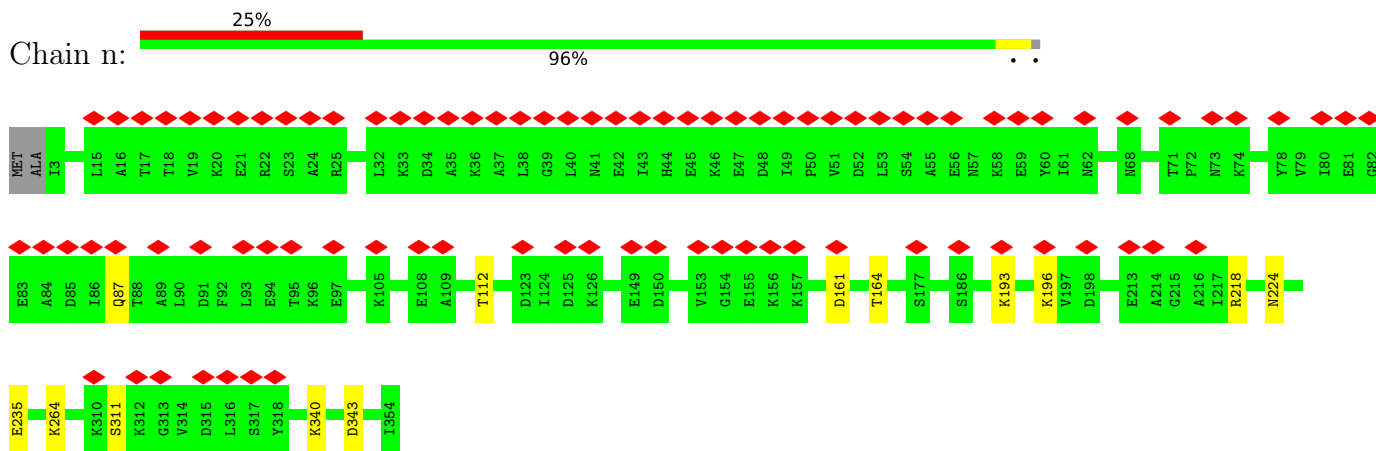 25%
Chain n:
96%
. .
MET ALA I3 L15 A16 T17 T18 V19 K20 E21 R22 S23 A24 R25 L32 K33 D34 A35 K36 A37 L38 G39 L40 N41 E42 I43 H44 E45 K46 E47 D48 I49 P50 V51 D52 L53 S54 A55 E56 N57 K58 E59 Y60 I61 N62 N68 T71 P72 N73 K74 Y78 V79 I80 E81 G82
E83 A84 D85 I86 Q87 T88 A89 L90 D91 F92 L93 E94 T95 K96 E97 K105 E108 A109 T112 D123 I124 D125 K126 E149 D150 V153 G154 E155 K156 K157 D161 T164 S177 S186 K193 K196 V197 D198 E213 A214 G215 A216 I217 R218 N224
E235 K264 K310 S311 K312 G313 V314 D315 L316 S317 Y318 K340 D343 I354